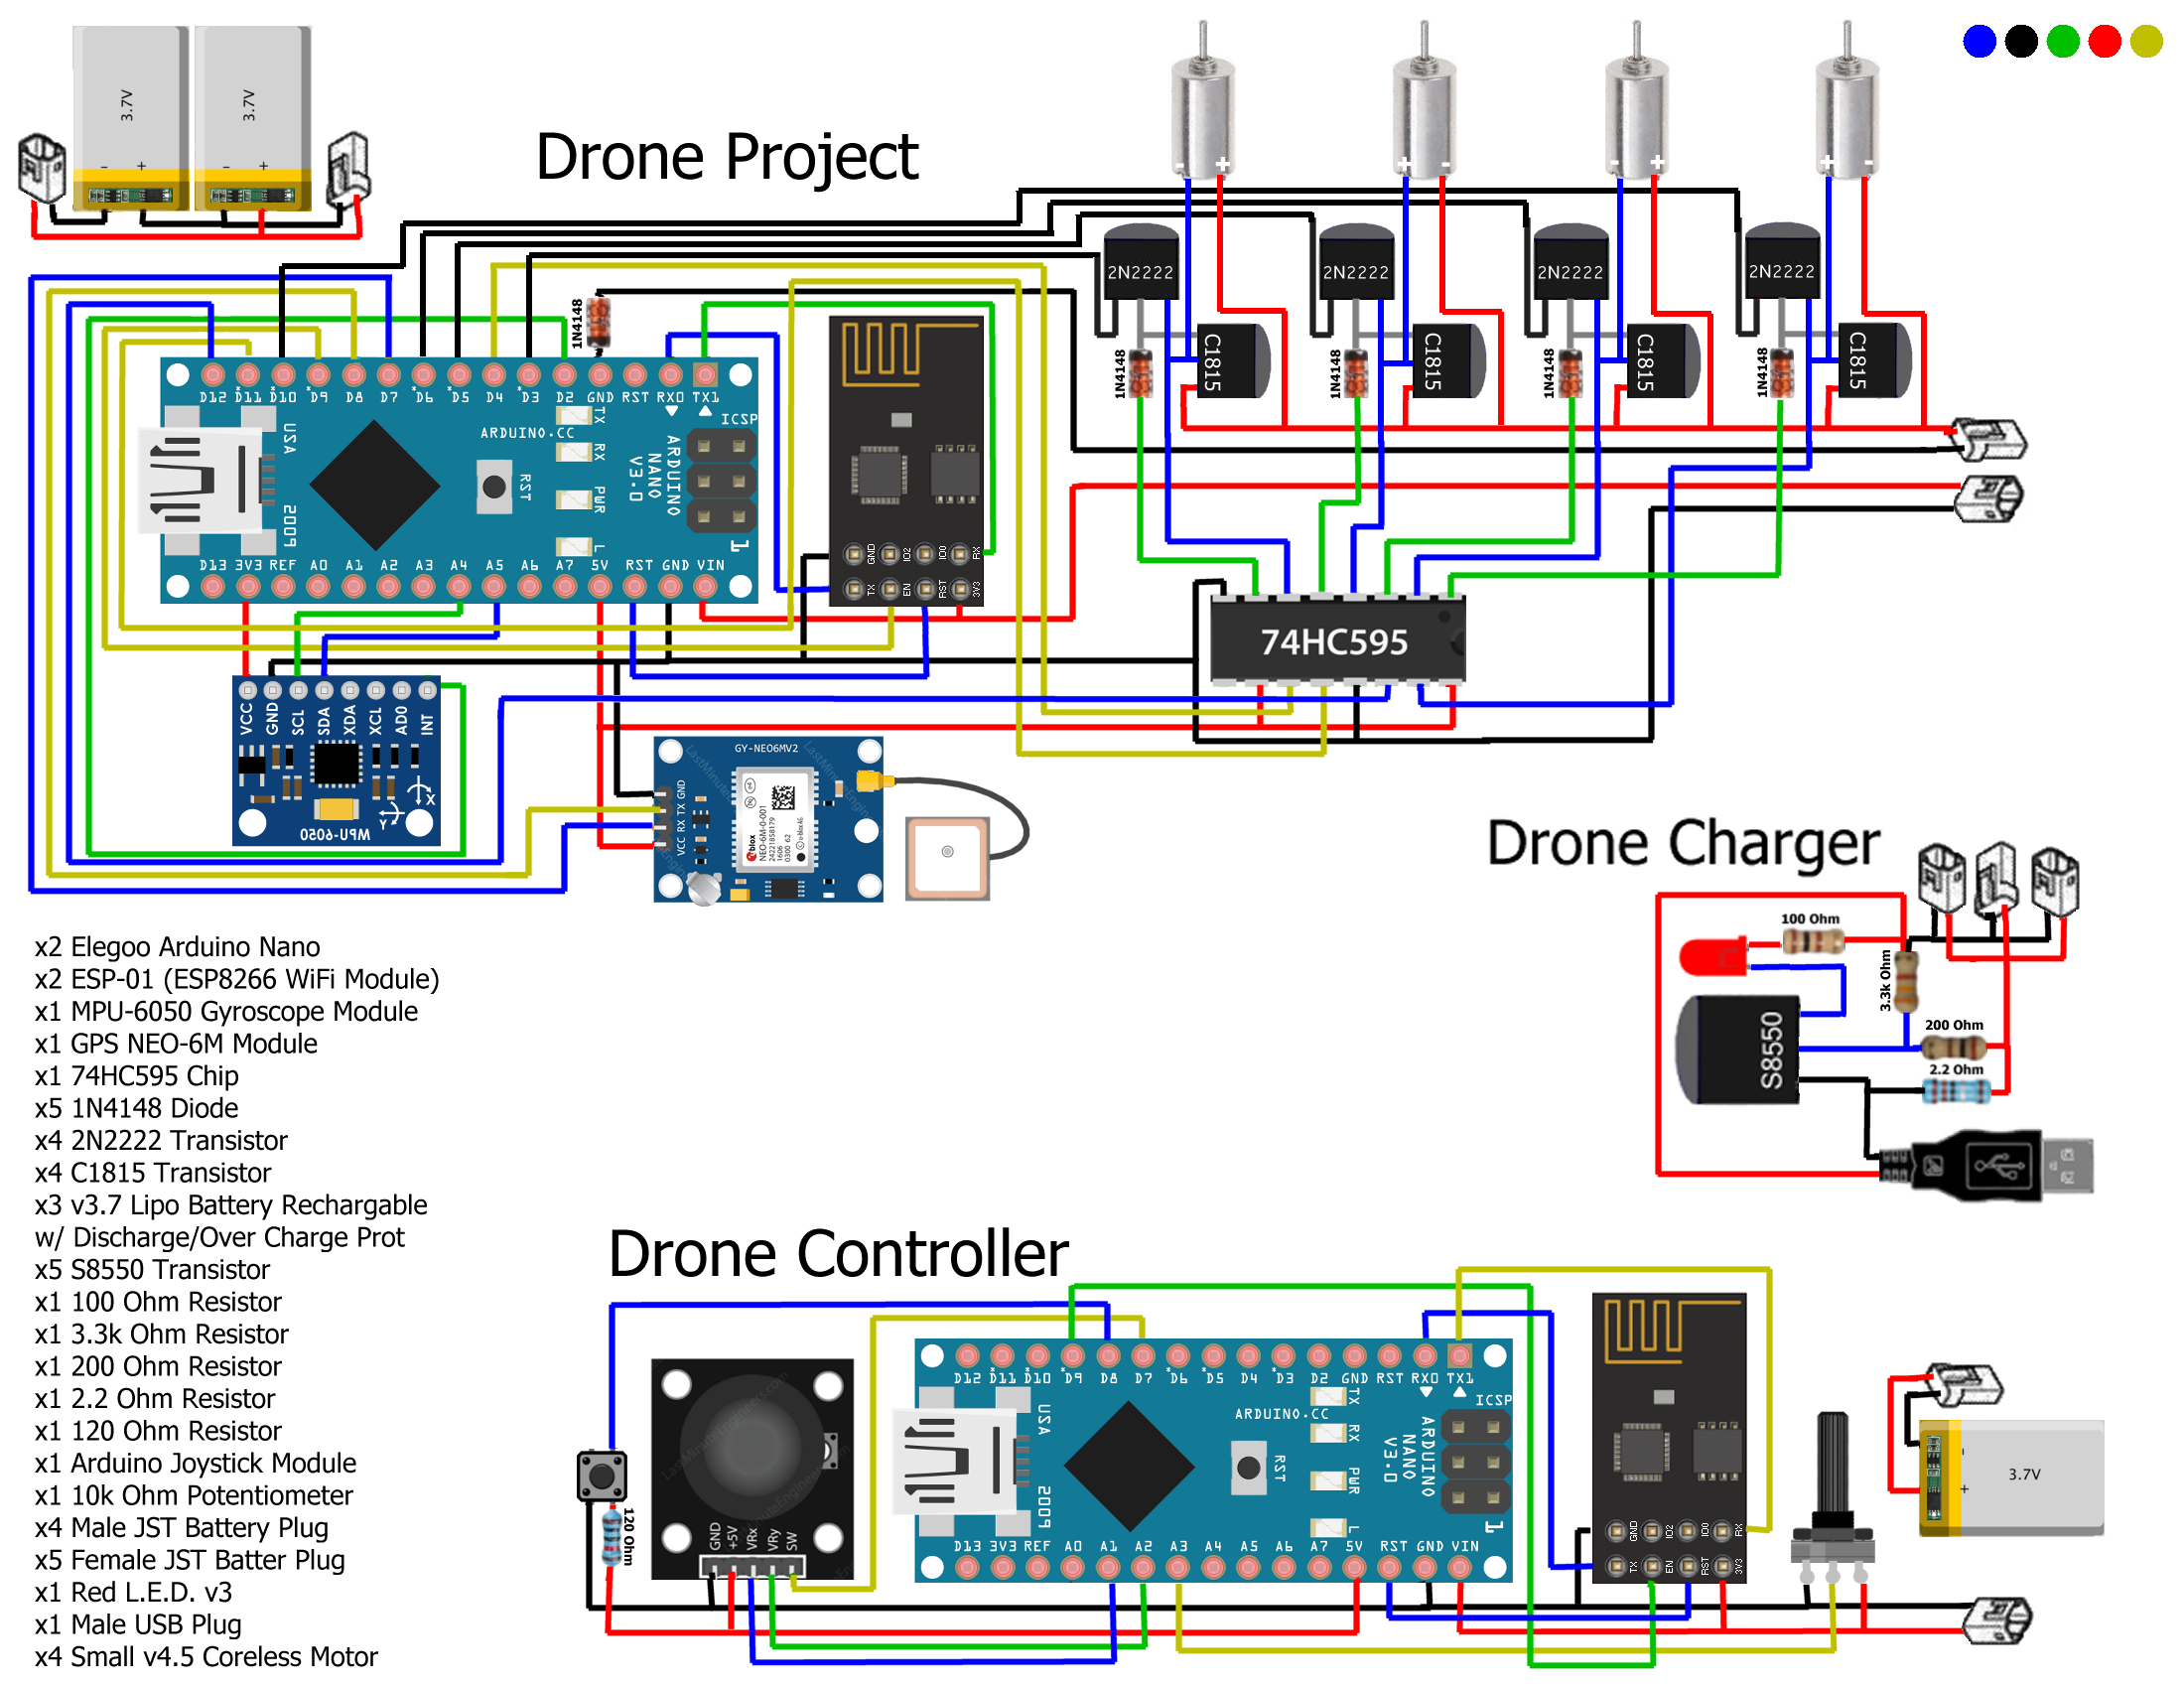 Drone Project
3.7V
3.7V
- +
- +
- +
+ -
- +
+ -
2N2222
2N2222
2N2222
2N2222
C1815
C1815
C1815
C1815
1N4148
1N4148
1N4148
1N4148
1N4148
D12 *D11 *D10 *D9 D8 D7 *D6 *D5 D4 *D3 D2 GND RST RX0 TX1
ARDUINO.CC
ICSP
TX
RX
PWR
L
RST
ARDUINO
NANO
V3.0
USA
2009
1
D13 3V3 REF A0 A1 A2 A3 A4 A5 A6 A7 5V RST GND VIN
GND IO2 IO0 RX
TX EN RST 3V3
74HC595
VCC GND SCL SDA XDA XCL AD0 INT
X
Y
MPU-6050
GY-NEO6MV2
VCC RX TX GND
ublox
NEO-6M-0-001
24221858179
1606
0300 62
Drone Charger
100 Ohm
3.3k Ohm
200 Ohm
2.2 Ohm
S8550
x2 Elegoo Arduino Nano
x2 ESP-01 (ESP8266 WiFi Module)
x1 MPU-6050 Gyroscope Module
x1 GPS NEO-6M Module
x1 74HC595 Chip
x5 1N4148 Diode
x4 2N2222 Transistor
x4 C1815 Transistor
x3 v3.7 Lipo Battery Rechargable
w/ Discharge/Over Charge Prot
x5 S8550 Transistor
x1 100 Ohm Resistor
x1 3.3k Ohm Resistor
x1 200 Ohm Resistor
x1 2.2 Ohm Resistor
x1 120 Ohm Resistor
x1 Arduino Joystick Module
x1 10k Ohm Potentiometer
x4 Male JST Battery Plug
x5 Female JST Batter Plug
x1 Red L.E.D. v3
x1 Male USB Plug
x4 Small v4.5 Coreless Motor
Drone Controller
120 Ohm
GND +5V VRx VRy SW
D12 *D11 *D10 *D9 D8 D7 *D6 *D5 D4 *D3 D2 GND RST RX0 TX1
ARDUINO.CC
ICSP
TX
RX
PWR
L
RST
ARDUINO
NANO
V3.0
USA
2009
1
D13 3V3 REF A0 A1 A2 A3 A4 A5 A6 A7 5V RST GND VIN
GND IO2 IO0 RX
TX EN RST 3V3
3.7V
- +